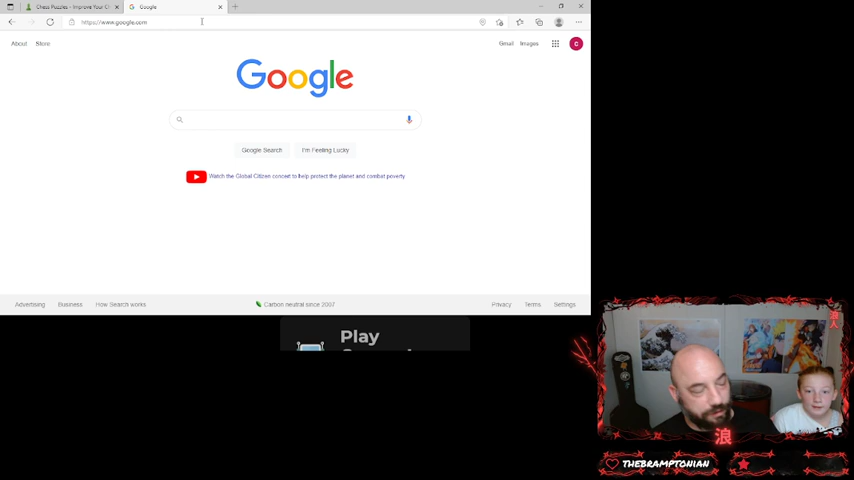 Chess Puzzles - Improve Your C
Google
https://www.google.com
About Store
Gmail Images
C
Google
Google Search I'm Feeling Lucky
Watch the Global Citizen concert to help protect the planet and combat poverty
Advertising Business How Search works
Carbon neutral since 2007
Privacy Terms Settings
Play
浪人
浪
THEBRAMPTONIAN